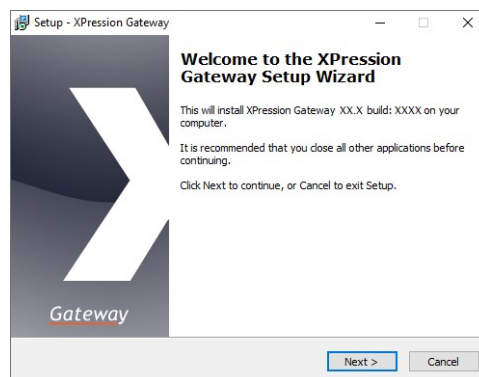 Setup - XPression Gateway
Welcome to the XPression
Gateway Setup Wizard
This will install XPression Gateway XX.X build: XXXX on your
computer.
It is recommended that you close all other applications before
continuing.
Click Next to continue, or Cancel to exit Setup.
Gateway
Next >
Cancel